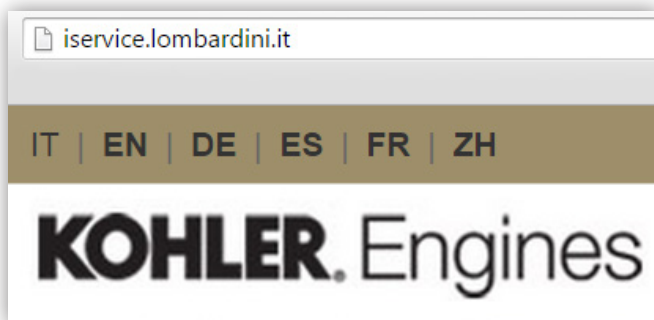 iservice.lombardini.it
IT | EN | DE | ES | FR | ZH
KOHLER. Engines